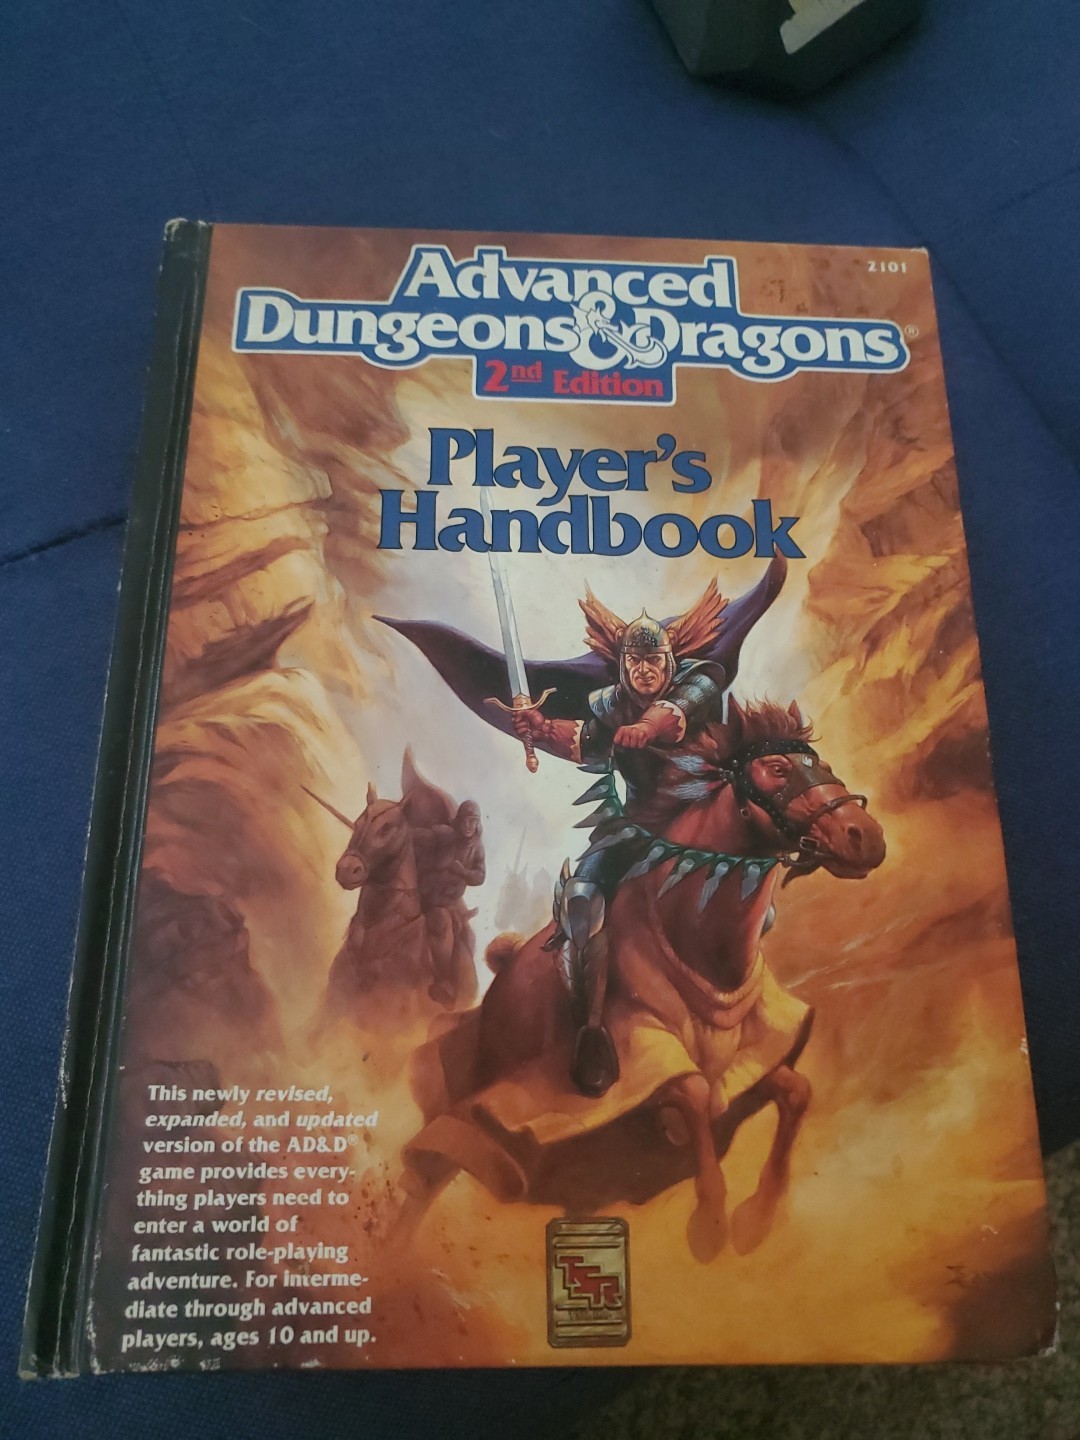 2101
Advanced
Dungeons & Dragons®
2nd Edition
Player's
Handbook
This newly revised,
expanded, and updated
version of the AD&D®
game provides every-
thing players need to
enter a world of
fantastic role-playing
adventure. For interme-
diate through advanced
players, ages 10 and up.
TSR